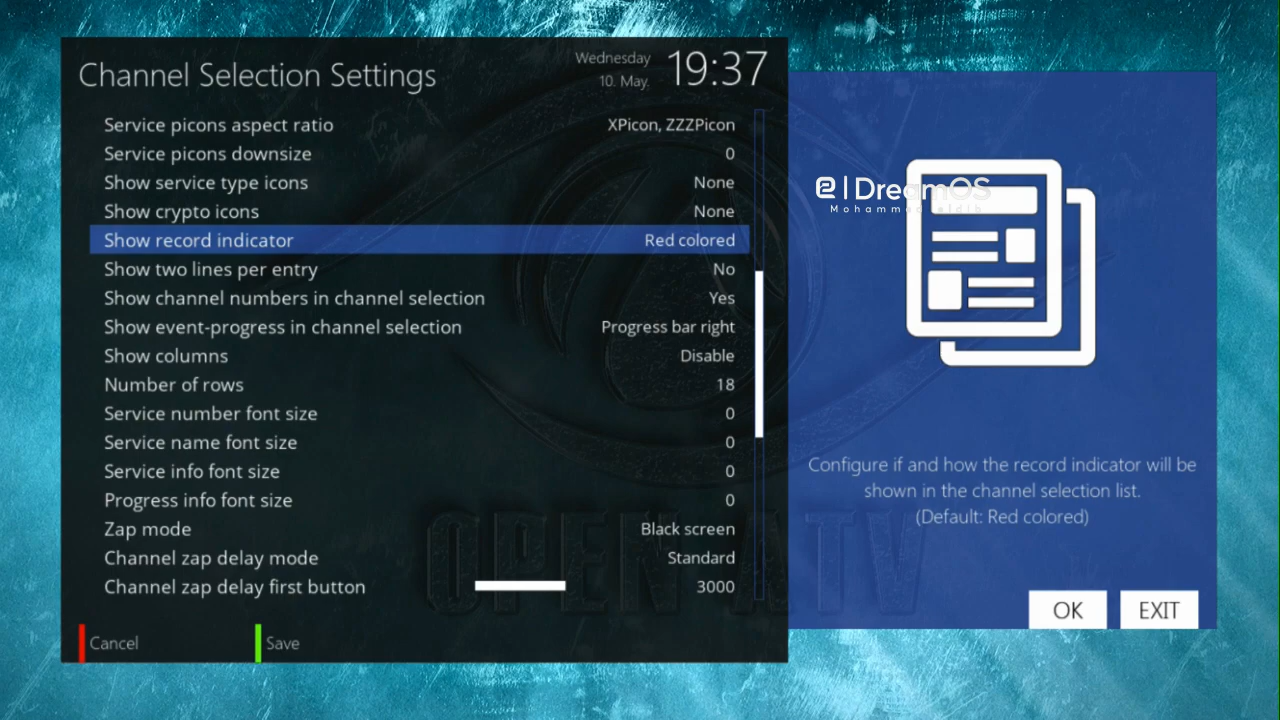 Channel Selection Settings
Wednesday
10. May.
19:37
Service picons aspect ratio XPicon, ZZZPicon
Service picons downsize 0
Show service type icons None
Show crypto icons None
Show record indicator Red colored
Show two lines per entry No
Show channel numbers in channel selection Yes
Show event-progress in channel selection Progress bar right
Show columns Disable
Number of rows 18
Service number font size 0
Service name font size 0
Service info font size 0
Progress info font size 0
Zap mode Black screen
Channel zap delay mode Standard
Channel zap delay first button 3000
Cancel Save
DreamOS
Configure if and how the record indicator will be
shown in the channel selection list.
(Default: Red colored)
OK EXIT
OPEN ATV